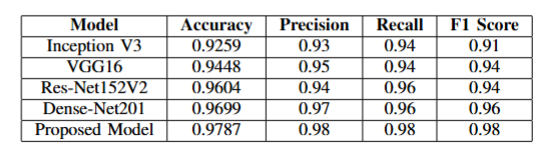 Model Accuracy Precision Recall F1 Score
Inception V3 0.9259 0.93 0.94 0.91
VGG16 0.9448 0.95 0.94 0.94
Res-Net152V2 0.9604 0.94 0.96 0.94
Dense-Net201 0.9699 0.97 0.96 0.96
Proposed Model 0.9787 0.98 0.98 0.98